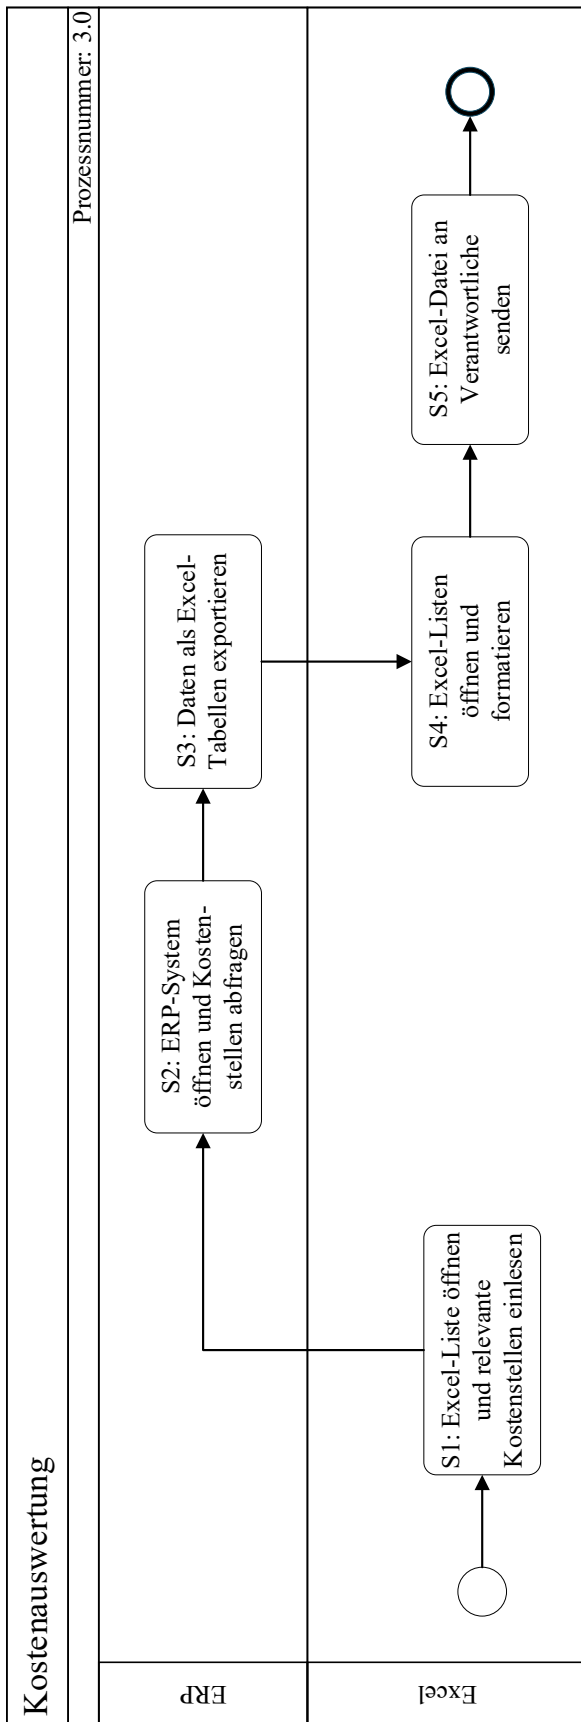 Kostenauswertung
Prozessnummer: 3.0
ERP
Excel
S1: Excel-Liste öffnen
und relevante
Kostenstellen einlesen
S2: ERP-System
öffnen und Kosten-
stellen abfragen
S3: Daten als Excel-
Tabellen exportieren
S4: Excel-Listen
öffnen und
formatieren
S5: Excel-Datei an
Verantwortliche
senden